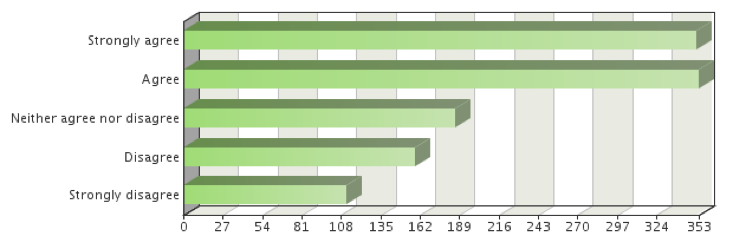 Strongly agree
Agree
Neither agree nor disagree
Disagree
Strongly disagree
0 27 54 81 108 135 162 189 216 243 270 297 324 353